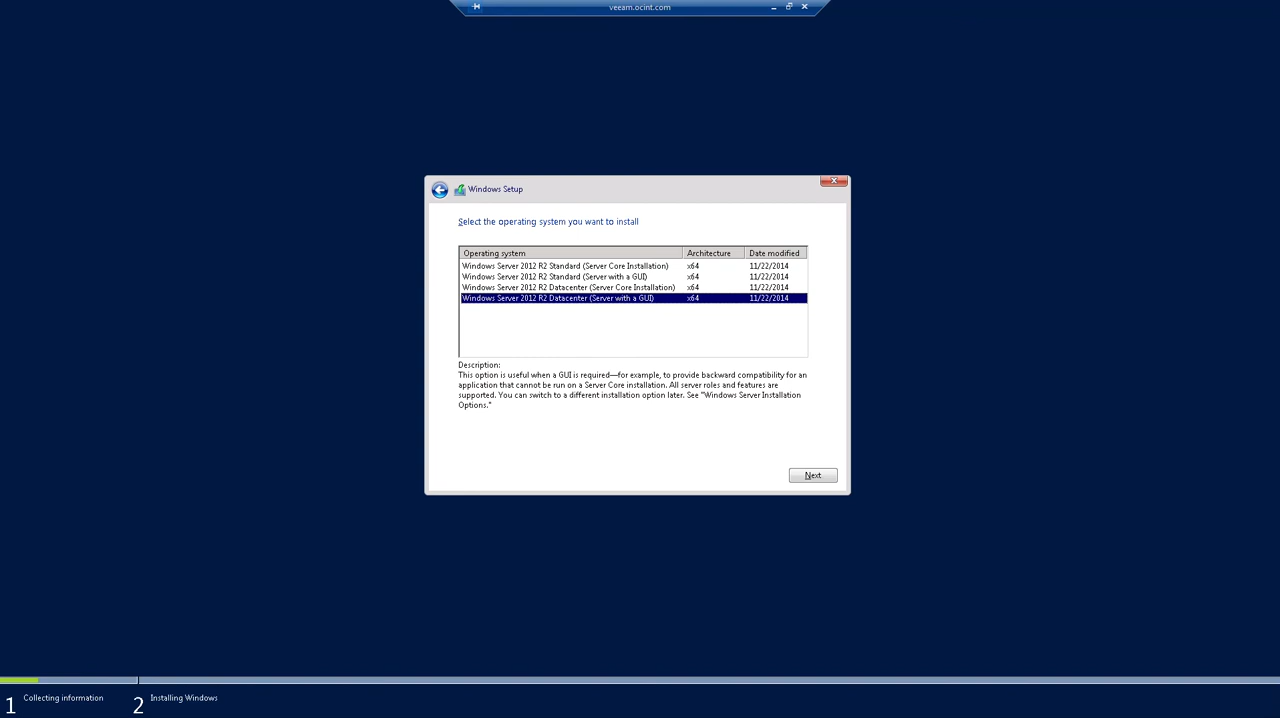 veeam.ocint.com
Windows Setup
Select the operating system you want to install
Operating system Architecture Date modified
Windows Server 2012 R2 Standard (Server Core Installation) x64 11/22/2014
Windows Server 2012 R2 Standard (Server with a GUI) x64 11/22/2014
Windows Server 2012 R2 Datacenter (Server Core Installation) x64 11/22/2014
Windows Server 2012 R2 Datacenter (Server with a GUI) x64 11/22/2014
Description:
This option is useful when a GUI is required—for example, to provide backward compatibility for an
application that cannot be run on a Server Core installation. All server roles and features are
supported. You can switch to a different installation option later. See "Windows Server Installation
Options."
Next
1 Collecting information 2 Installing Windows